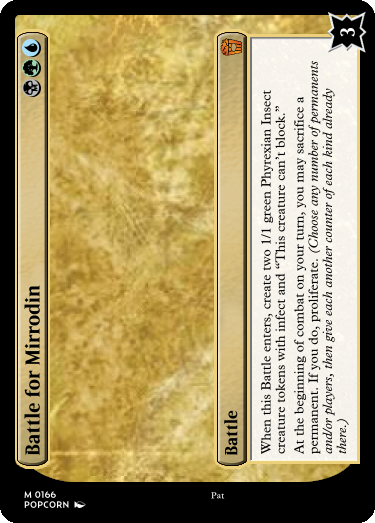 Battle for Mirrodin
Battle
When this Battle enters, create two 1/1 green Phyrexian Insect
creature tokens with infect and “This creature can’t block.”
At the beginning of combat on your turn, you may sacrifice a
permanent. If you do, proliferate. (Choose any number of permanents
and/or players, then give each another counter of each kind already
there.)
3
M 0166
POPCORN
Pat